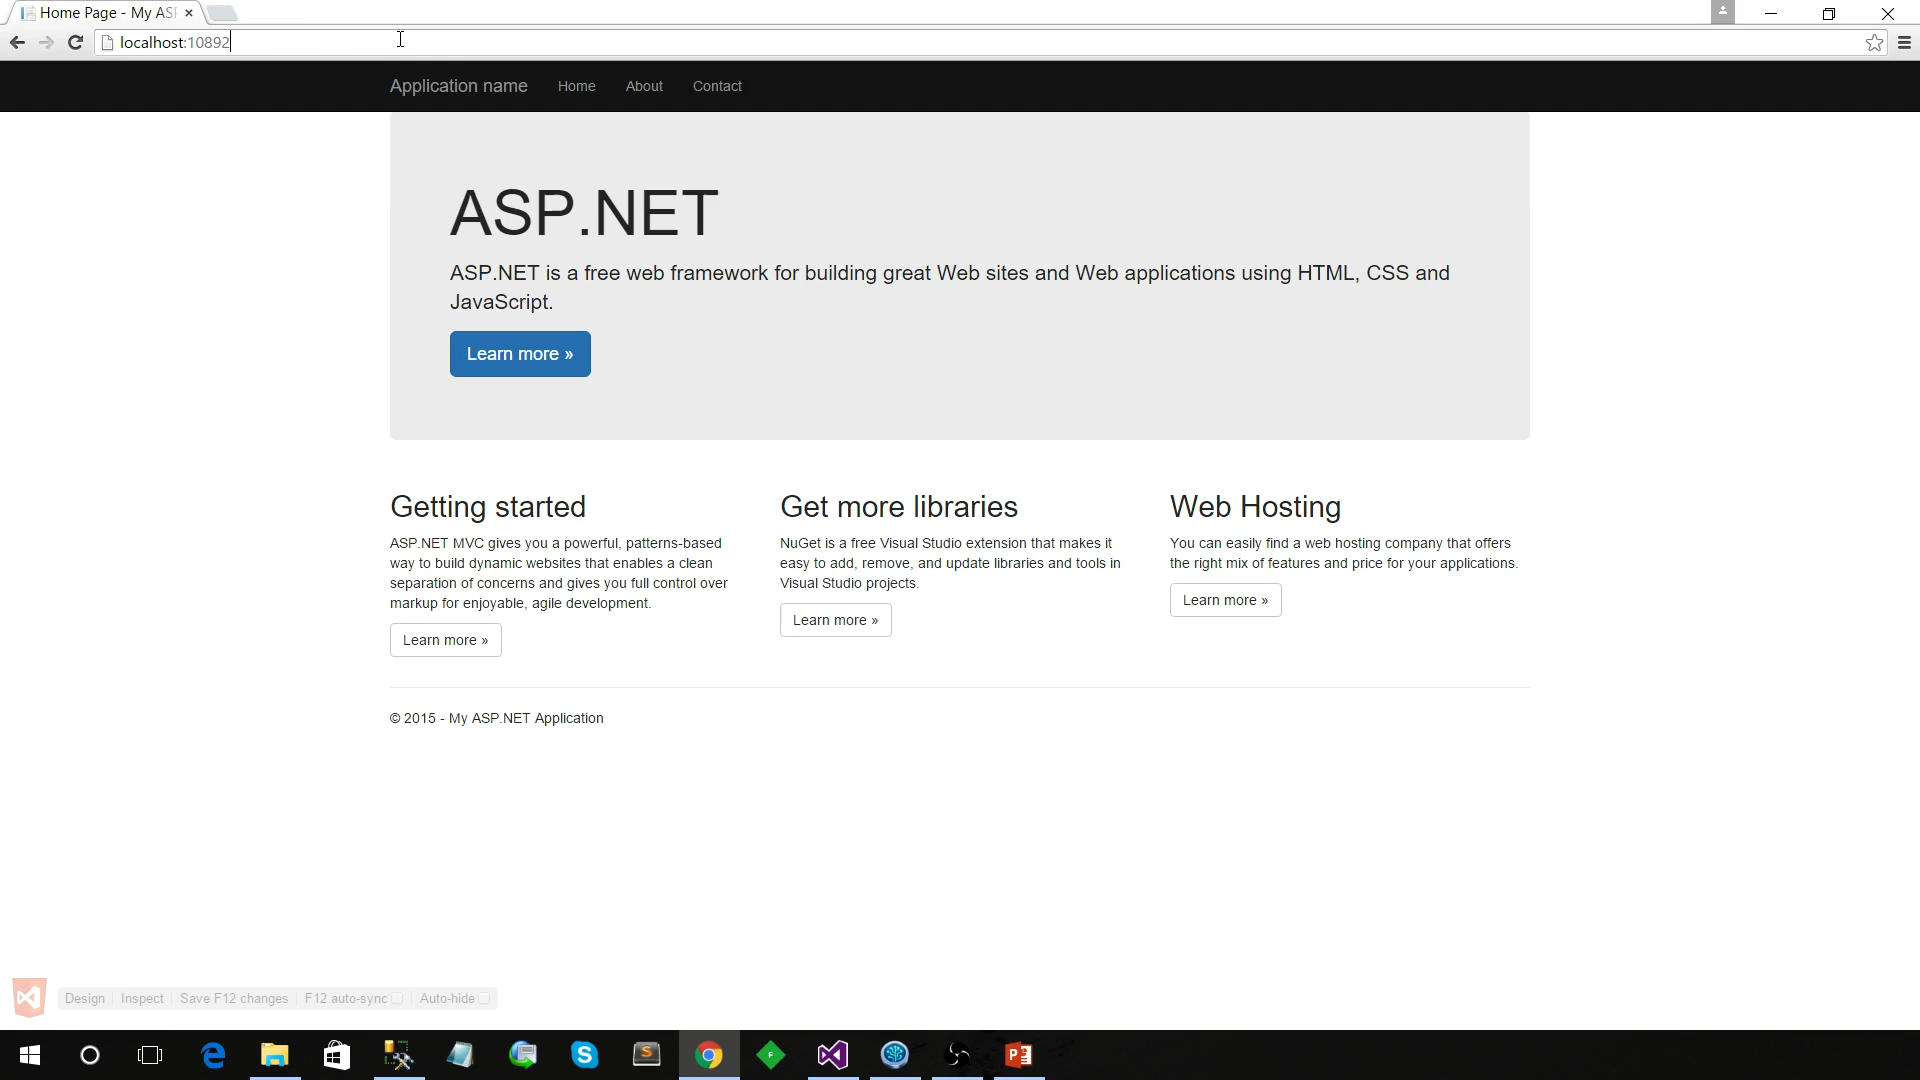 Home Page - My AS
localhost:10892
Application name Home About Contact
ASP.NET
ASP.NET is a free web framework for building great Web sites and Web applications using HTML, CSS and
JavaScript.
Learn more »
Getting started
ASP.NET MVC gives you a powerful, patterns-based
way to build dynamic websites that enables a clean
separation of concerns and gives you full control over
markup for enjoyable, agile development.
Learn more »
Get more libraries
NuGet is a free Visual Studio extension that makes it
easy to add, remove, and update libraries and tools in
Visual Studio projects.
Learn more »
Web Hosting
You can easily find a web hosting company that offers
the right mix of features and price for your applications.
Learn more »
© 2015 - My ASP.NET Application
Design Inspect Save F12 changes F12 auto-sync Auto-hide